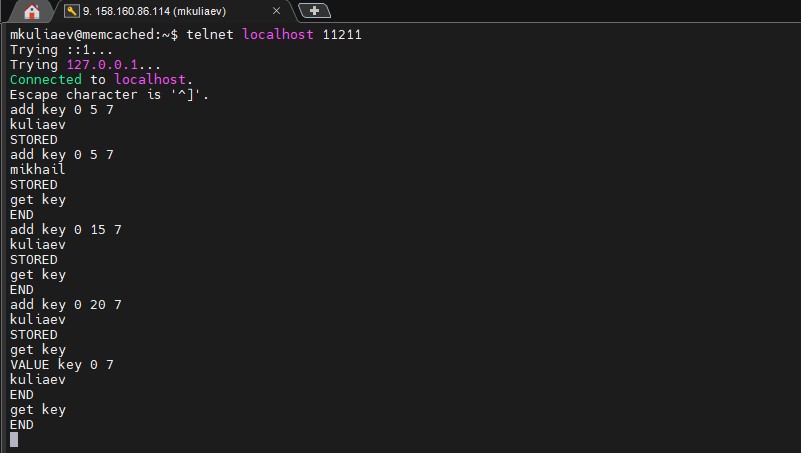 9. 158.160.86.114 (mkuliaev)
mkuliaev@memcached:~$ telnet localhost 11211
Trying ::1...
Trying 127.0.0.1...
Connected to localhost.
Escape character is '^]'.
add key 0 5 7
kuliaev
STORED
add key 0 5 7
mikhail
STORED
get key
END
add key 0 15 7
kuliaev
STORED
get key
END
add key 0 20 7
kuliaev
STORED
get key
VALUE key 0 7
kuliaev
END
get key
END